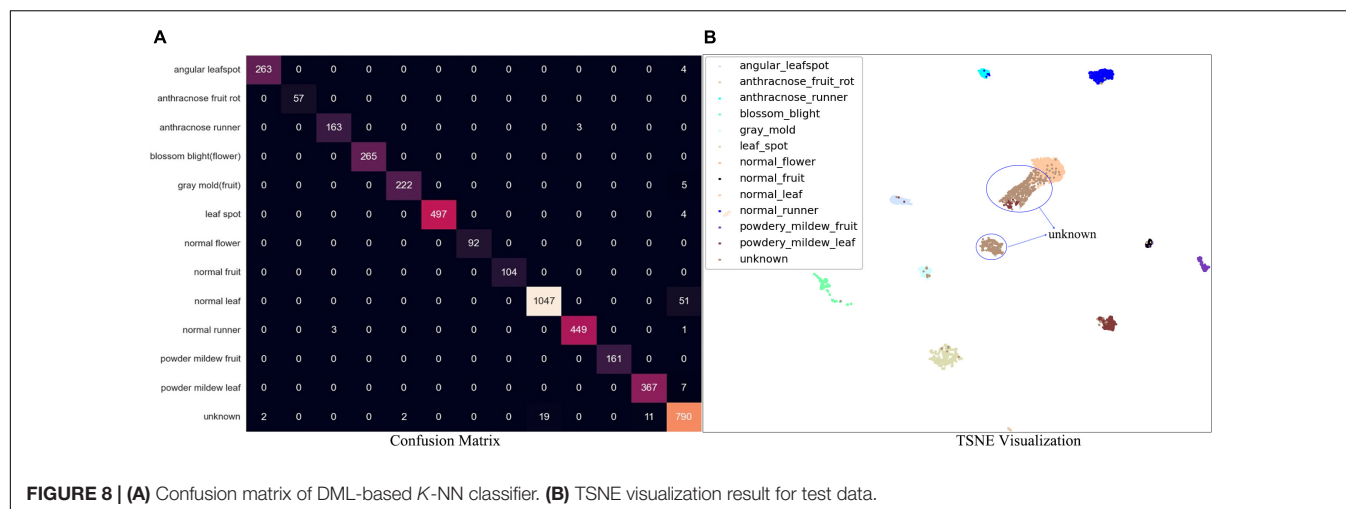 A
B
angular leafspot 263 0 0 0 0 0 0 0 0 0 0 0 4
anthracnose fruit rot 0 57 0 0 0 0 0 0 0 0 0 0 0
anthracnose runner 0 0 163 0 0 0 0 0 0 3 0 0 0
blossom blight(flower) 0 0 0 265 0 0 0 0 0 0 0 0 0
gray mold(fruit) 0 0 0 0 222 0 0 0 0 0 0 0 5
leaf spot 0 0 0 0 0 497 0 0 0 0 0 0 4
normal flower 0 0 0 0 0 0 92 0 0 0 0 0 0
normal fruit 0 0 0 0 0 0 0 104 0 0 0 0 0
normal leaf 0 0 0 0 0 0 0 0 1047 0 0 0 51
normal runner 0 0 3 0 0 0 0 0 0 449 0 0 1
powder mildew fruit 0 0 0 0 0 0 0 0 0 0 161 0 0
powder mildew leaf 0 0 0 0 0 0 0 0 0 0 0 367 7
unknown 2 0 0 0 2 0 0 0 19 0 0 11 790
Confusion Matrix
angular_leafspot
anthracnose_fruit_rot
anthracnose_runner
blossom_blight
gray_mold
leaf_spot
normal_flower
normal_fruit
normal_leaf
normal_runner
powdery_mildew_fruit
powdery_mildew_leaf
unknown
unknown
TSNE Visualization
FIGURE 8 | (A) Confusion matrix of DML-based K-NN classifier. (B) TSNE visualization result for test data.